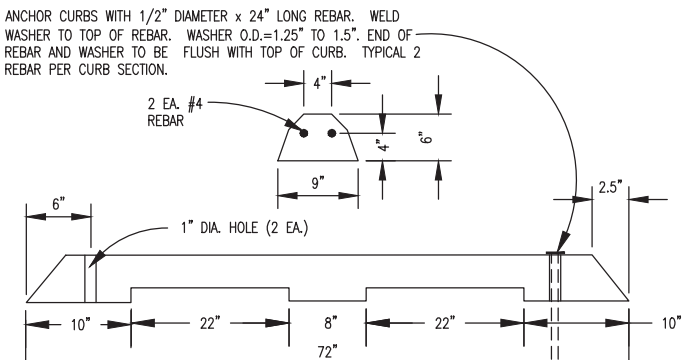 ANCHOR CURBS WITH 1/2" DIAMETER x 24" LONG REBAR. WELD
WASHER TO TOP OF REBAR. WASHER O.D.=1.25" TO 1.5". END OF
REBAR AND WASHER TO BE FLUSH WITH TOP OF CURB. TYPICAL 2
REBAR PER CURB SECTION.
4"
2 EA. #4
REBAR
4"
6"
9"
2.5"
6"
1" DIA. HOLE (2 EA.)
10"
22"
8"
22"
10"
72"